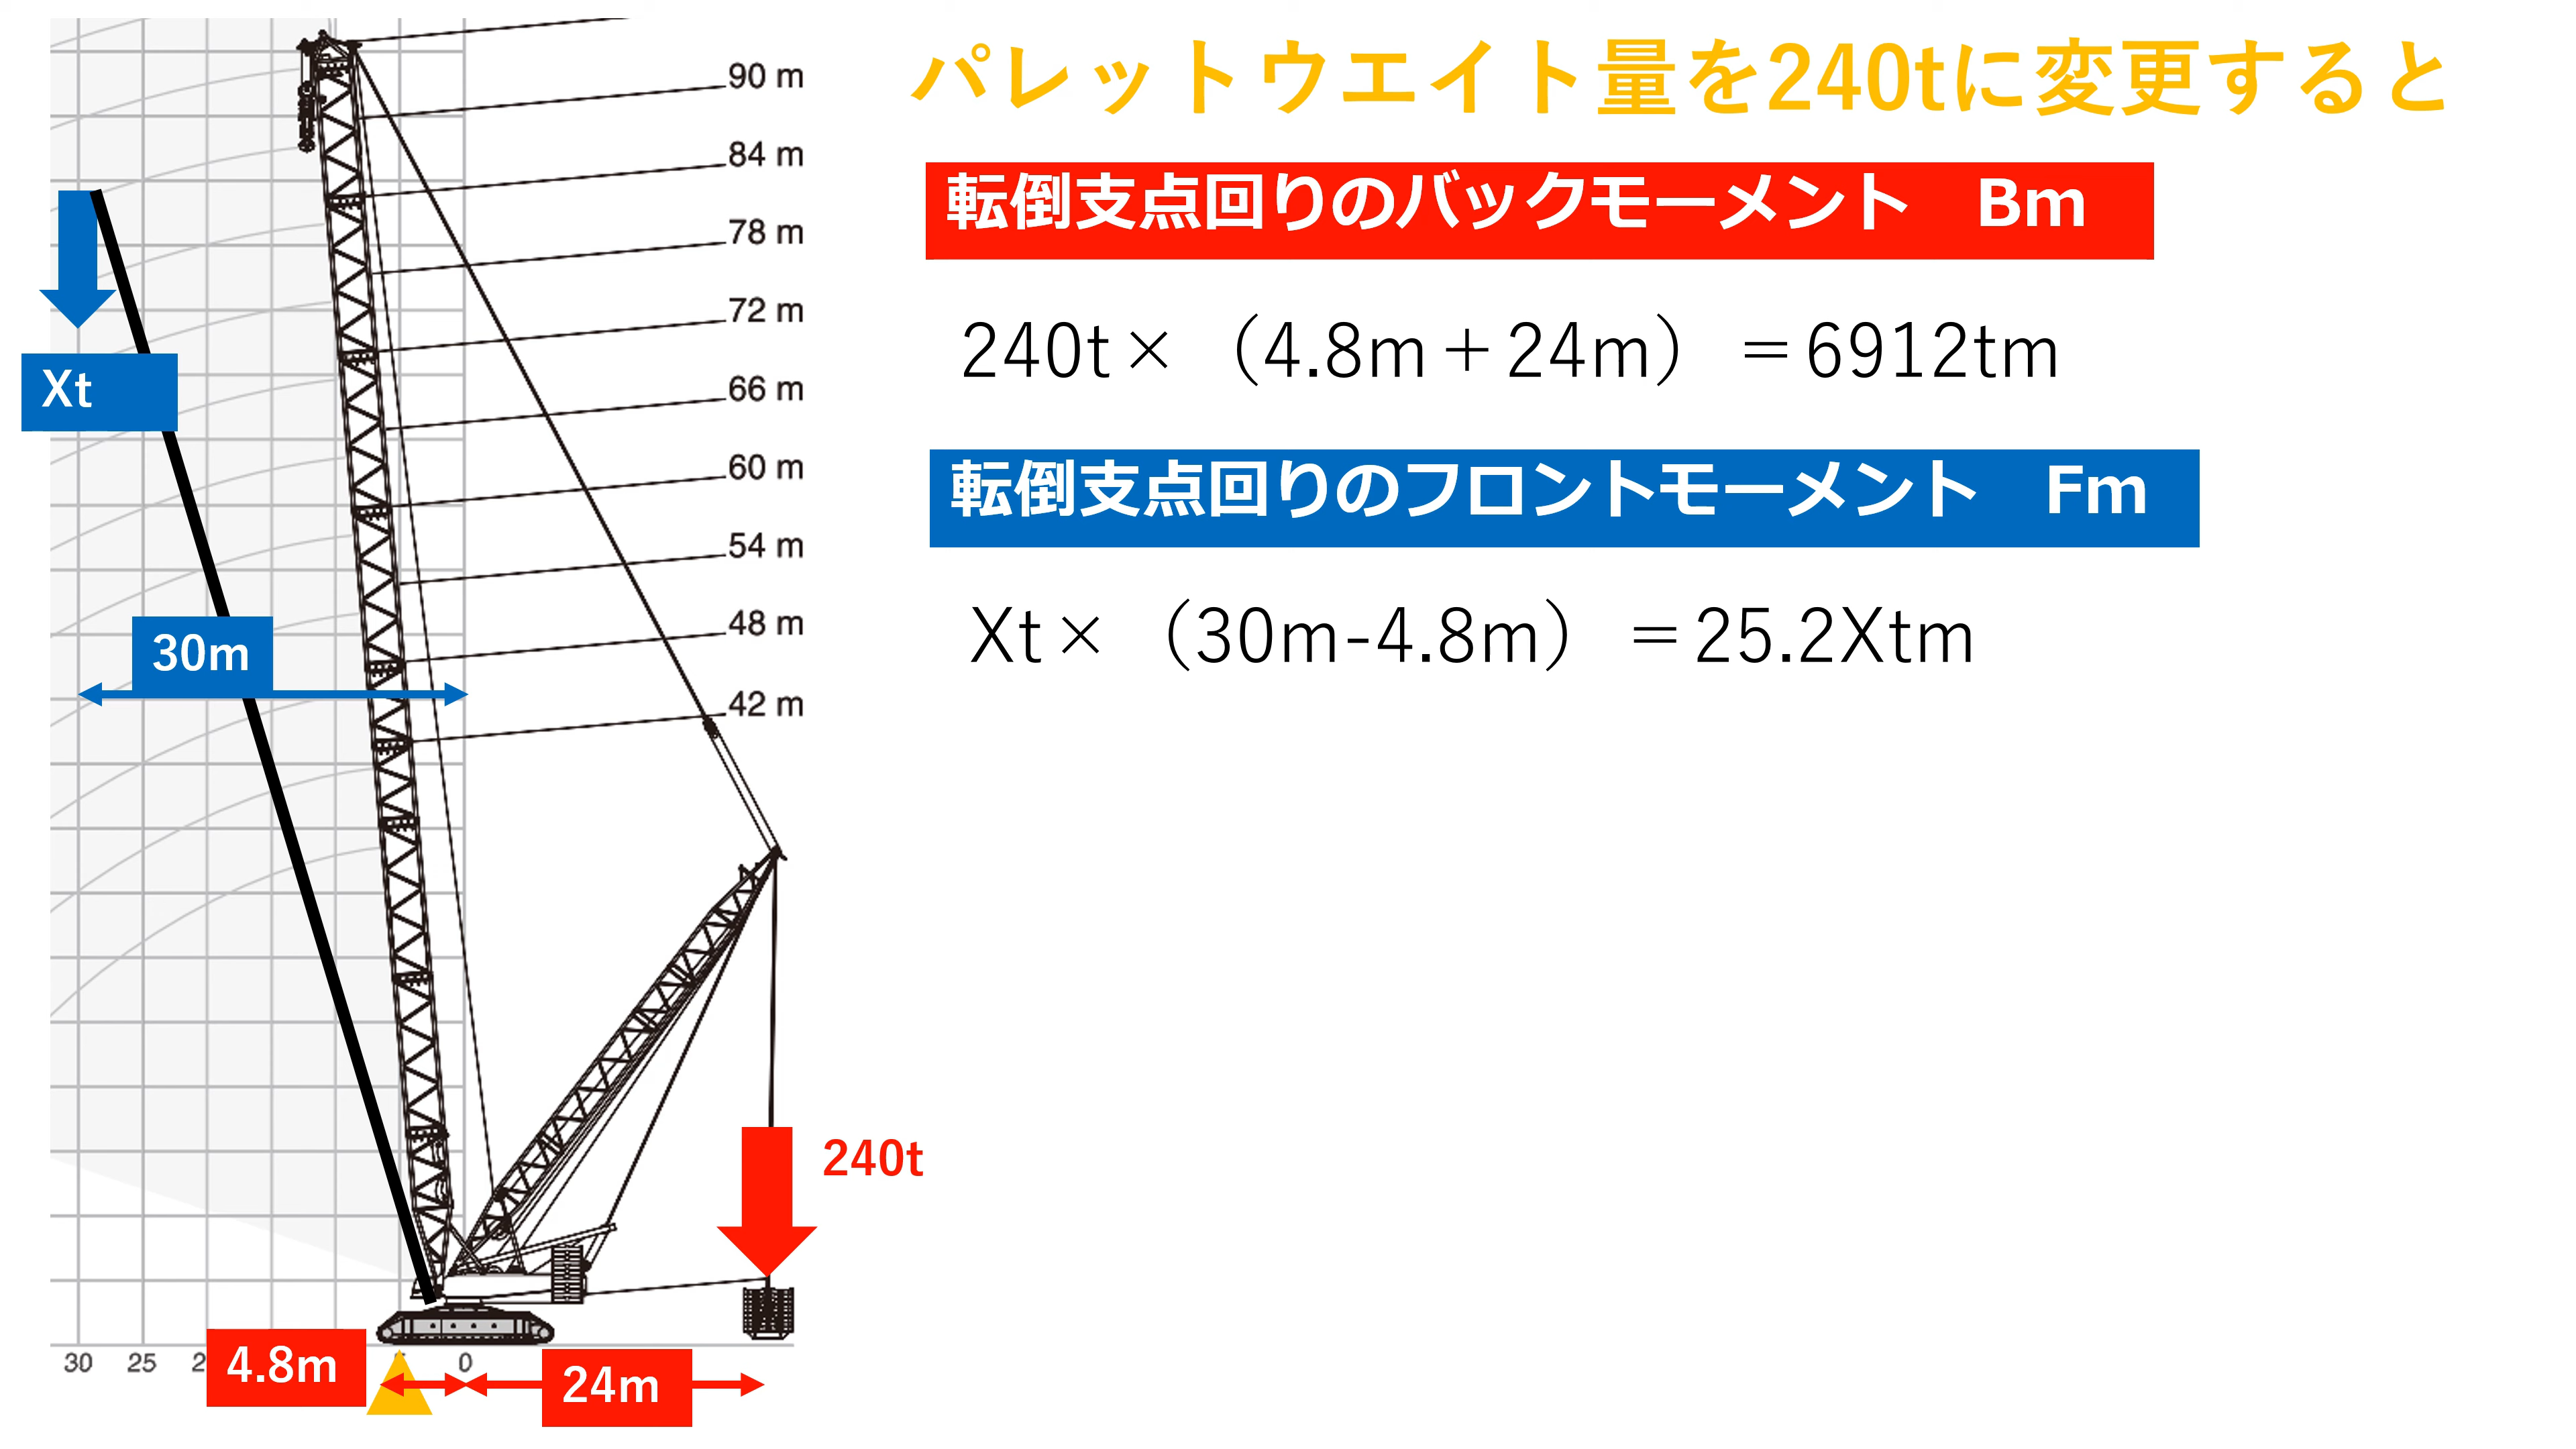 パレットウエイト量を240tに変更すると
転倒支点回りのバックモーメント　Bm
240t×（4.8m＋24m）＝6912tm
転倒支点回りのフロントモーメント　Fm
Xt×（30m-4.8m）＝25.2Xtm
90 m
84 m
78 m
72 m
66 m
60 m
54 m
48 m
42 m
Xt
30m
240t
30 25 2 0
4.8m
24m